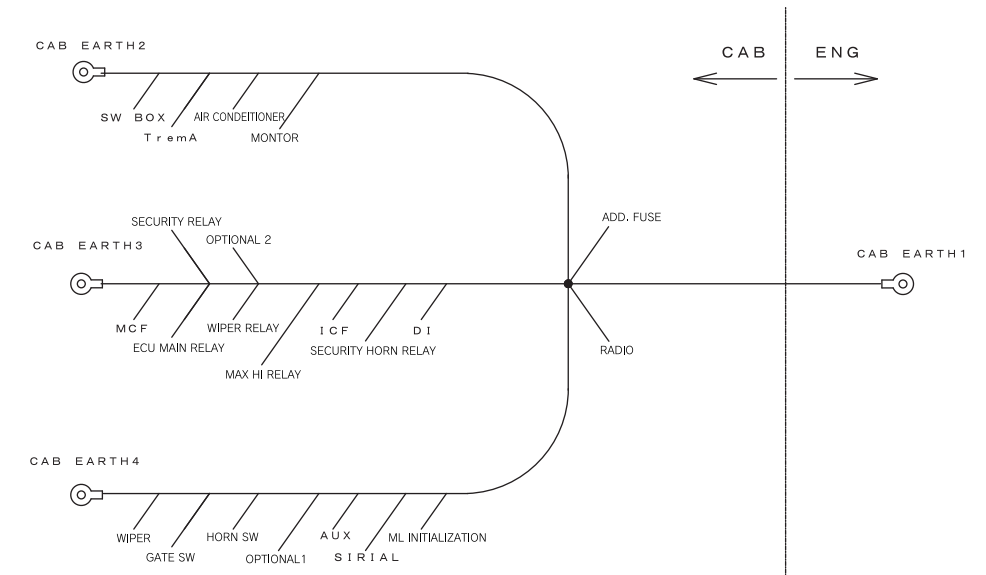 CAB EARTH2
CAB ENG
SW BOX AIR CONDEITIONER
TremA MONTOR
SECURITY RELAY
OPTIONAL 2
ADD. FUSE
CAB EARTH3
CAB EARTH1
MCF WIPER RELAY ICF DI
ECU MAIN RELAY SECURITY HORN RELAY RADIO
MAX HI RELAY
CAB EARTH4
WIPER HORN SW AUX ML INITIALIZATION
GATE SW OPTIONAL1 SIRIAL